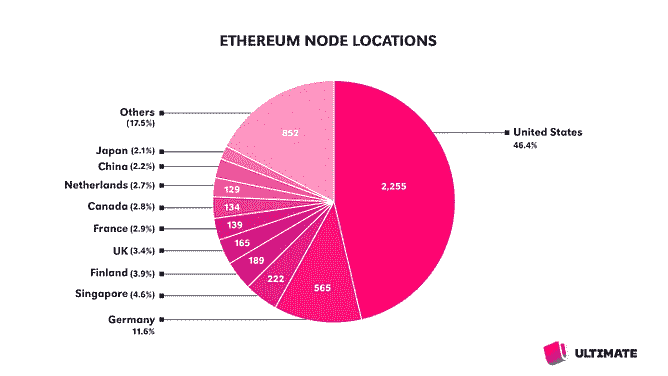 ETHEREUM NODE LOCATIONS
Others
(17.5%)
852
United States
46.4%
2,255
Japan (2.1%)
China (2.2%)
Netherlands (2.7%)
129
Canada (2.8%)
134
France (2.9%)
139
UK (3.4%)
165
Finland (3.9%)
189
Singapore (4.6%)
222
Germany
11.6%
565
ULTIMATE